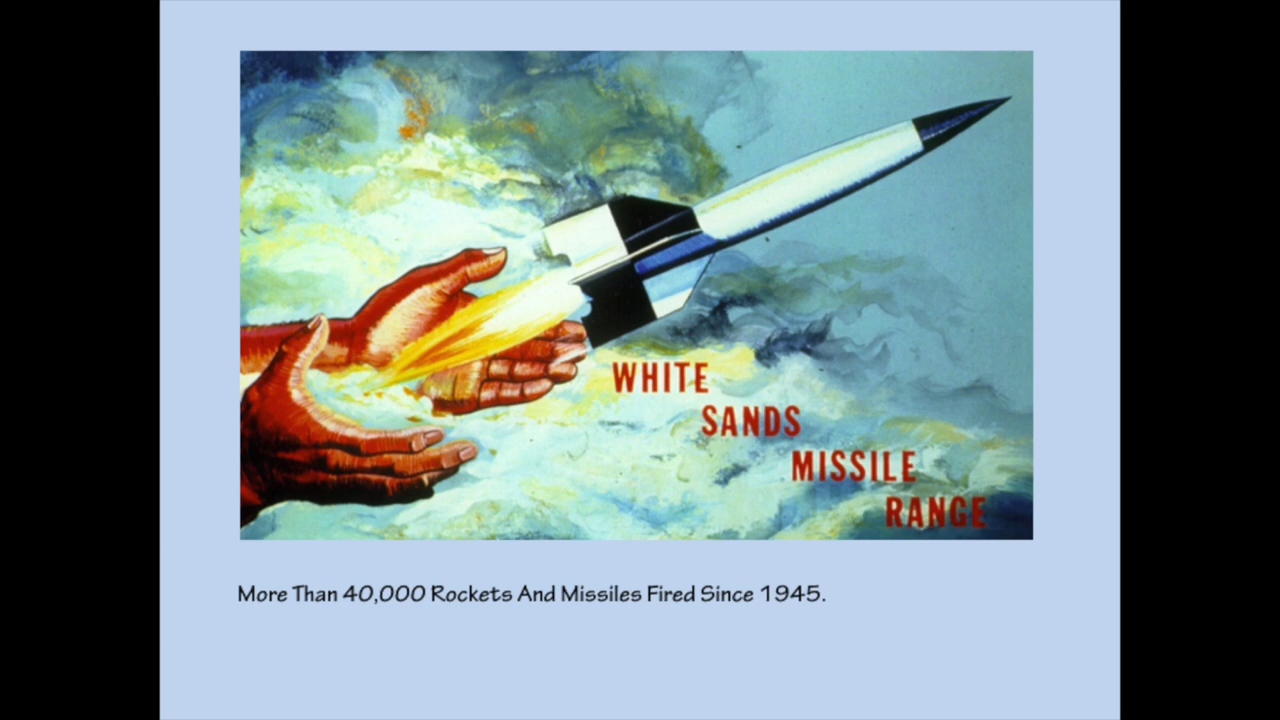 WHITE
SANDS
MISSILE
RANGE
More Than 40,000 Rockets And Missiles Fired Since 1945.